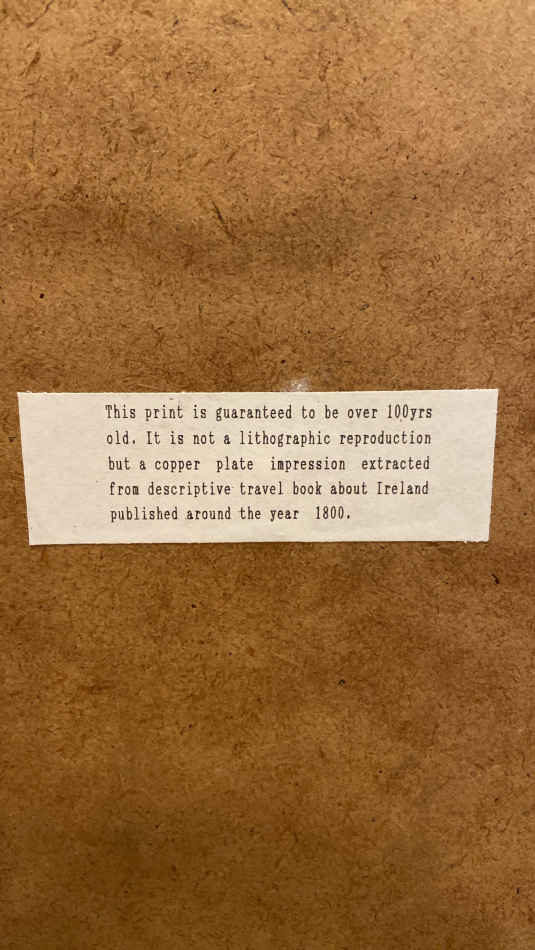 This print is guaranteed to be over 100yrs
old. It is not a lithographic reproduction
but a copper plate impression extracted
from descriptive travel book about Ireland
published around the year 1800.